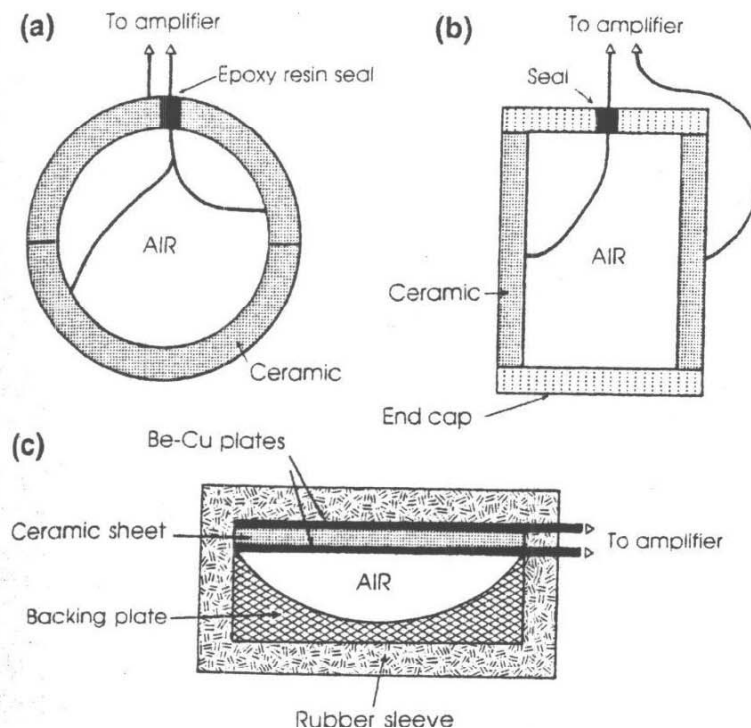 (a)
To amplifier
Epoxy resin seal
AIR
Ceramic
(b)
To amplifier
Seal
AIR
Ceramic
End cap
(c)
Be-Cu plates
Ceramic sheet
To amplifier
AIR
Backing plate
Rubber sleeve